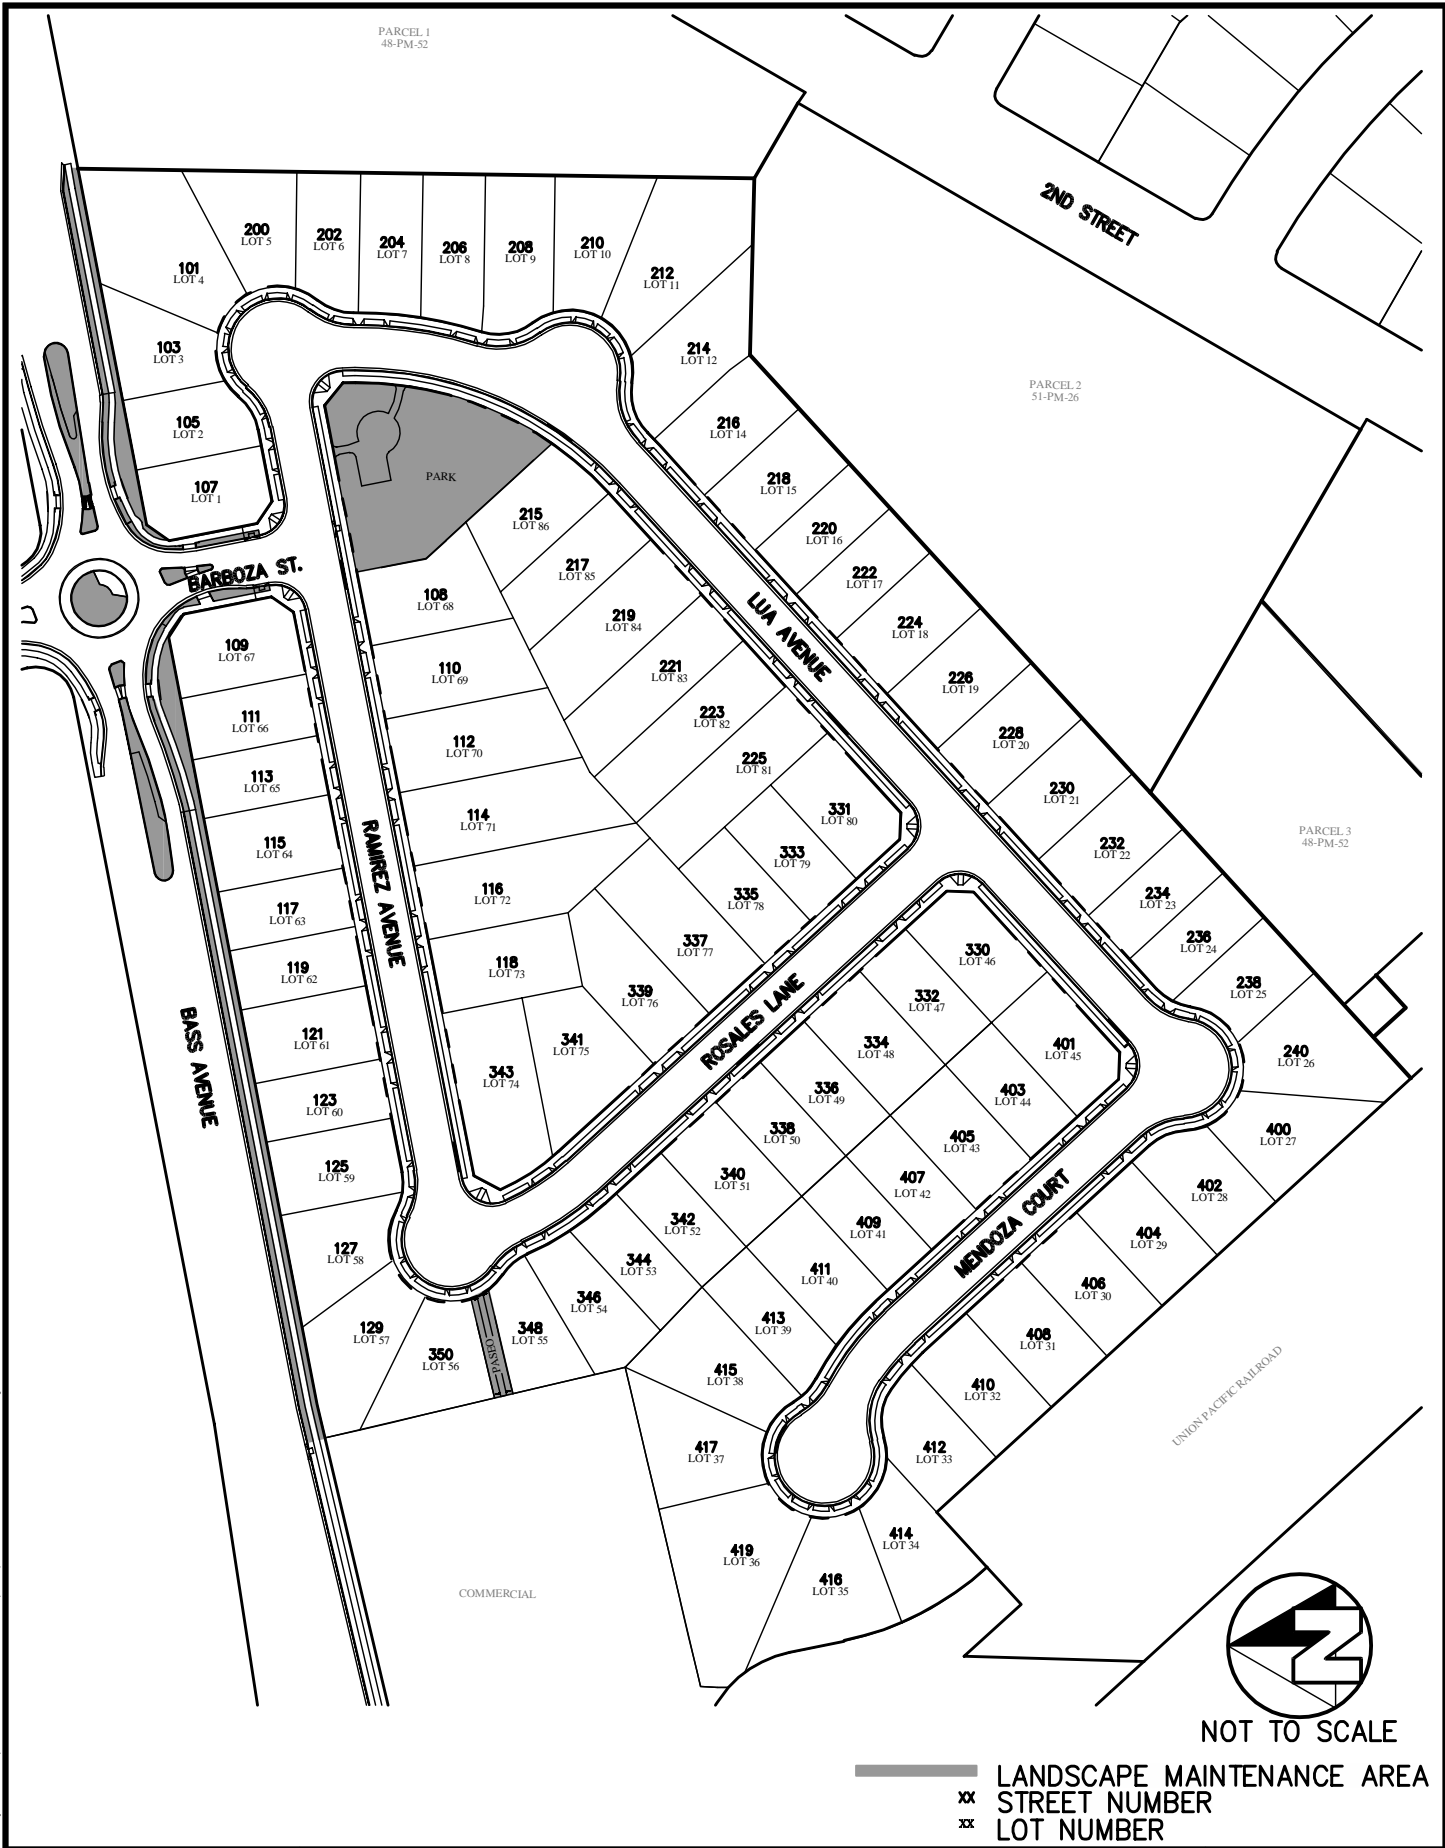 PARCEL 1
48-PM-52
2ND STREET
200
LOT 5
202
LOT 6
204
LOT 7
206
LOT 8
208
LOT 9
210
LOT 10
101
LOT 4
212
LOT 11
103
LOT 3
214
LOT 12
PARCEL 2
51-PM-26
105
LOT 2
216
LOT 14
107
LOT 1
PARK
218
LOT 15
215
LOT 86
220
LOT 16
BARBOZA ST.
217
LOT 85
222
LOT 17
108
LOT 68
LUA AVENUE
219
LOT 84
224
LOT 18
109
LOT 67
110
LOT 69
221
LOT 83
226
LOT 19
111
LOT 66
112
LOT 70
223
LOT 82
228
LOT 20
113
LOT 65
225
LOT 81
230
LOT 21
114
LOT 71
331
LOT 80
PARCEL 3
48-PM-52
115
LOT 64
RAMIREZ AVENUE
333
LOT 79
232
LOT 22
116
LOT 72
335
LOT 78
234
LOT 23
117
LOT 63
337
LOT 77
330
LOT 46
236
LOT 24
119
LOT 62
118
LOT 73
339
LOT 76
332
LOT 47
238
LOT 25
BASS AVENUE
121
LOT 61
341
LOT 75
ROSALES LANE
334
LOT 48
401
LOT 45
240
LOT 26
343
LOT 74
336
LOT 49
403
LOT 44
123
LOT 60
338
LOT 50
405
LOT 43
400
LOT 27
125
LOT 59
340
LOT 51
407
LOT 42
402
LOT 28
127
LOT 58
342
LOT 52
409
LOT 41
MENDOZA COURT
404
LOT 29
344
LOT 53
411
LOT 40
406
LOT 30
346
LOT 54
129
LOT 57
348
LOT 55
413
LOT 39
408
LOT 31
350
LOT 56
PASEO
415
LOT 38
410
LOT 32
UNION PACIFIC RAILROAD
417
LOT 37
412
LOT 33
419
LOT 36
414
LOT 34
416
LOT 35
COMMERCIAL
N
NOT TO SCALE
LANDSCAPE MAINTENANCE AREA
XX STREET NUMBER
XX LOT NUMBER